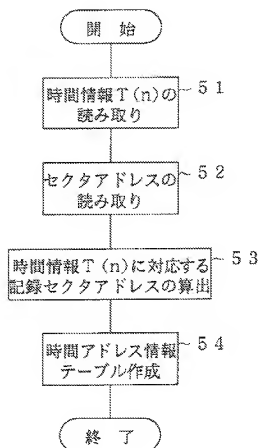 開 始
時間情報T(n)の
読み取り
51
セクタアドレスの
読み取り
52
時間情報T(n)に対応する
記録セクタアドレスの算出
53
時間アドレス情報
テーブル作成
54
終 了